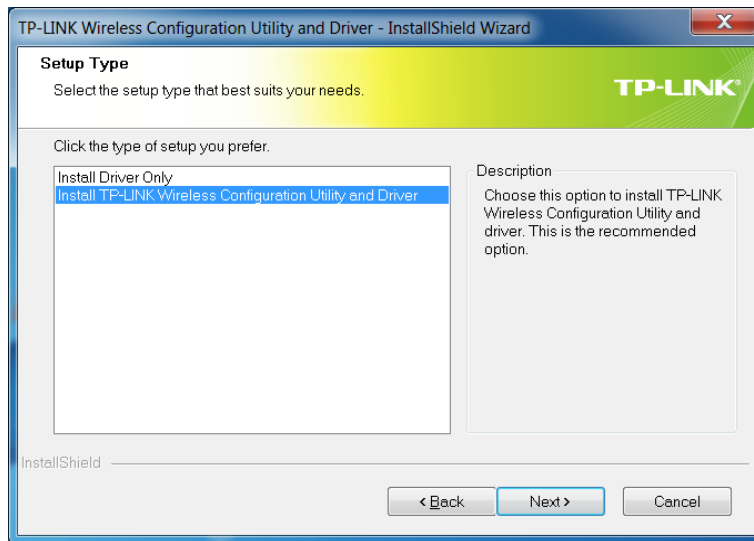 TP-LINK Wireless Configuration Utility and Driver - InstallShield Wizard
Setup Type
Select the setup type that best suits your needs.
TP-LINK®
Click the type of setup you prefer.
Install Driver Only
Install TP-LINK Wireless Configuration Utility and Driver
Description
Choose this option to install TP-LINK
Wireless Configuration Utility and
driver. This is the recommended
option.
InstallShield
< Back
Next >
Cancel